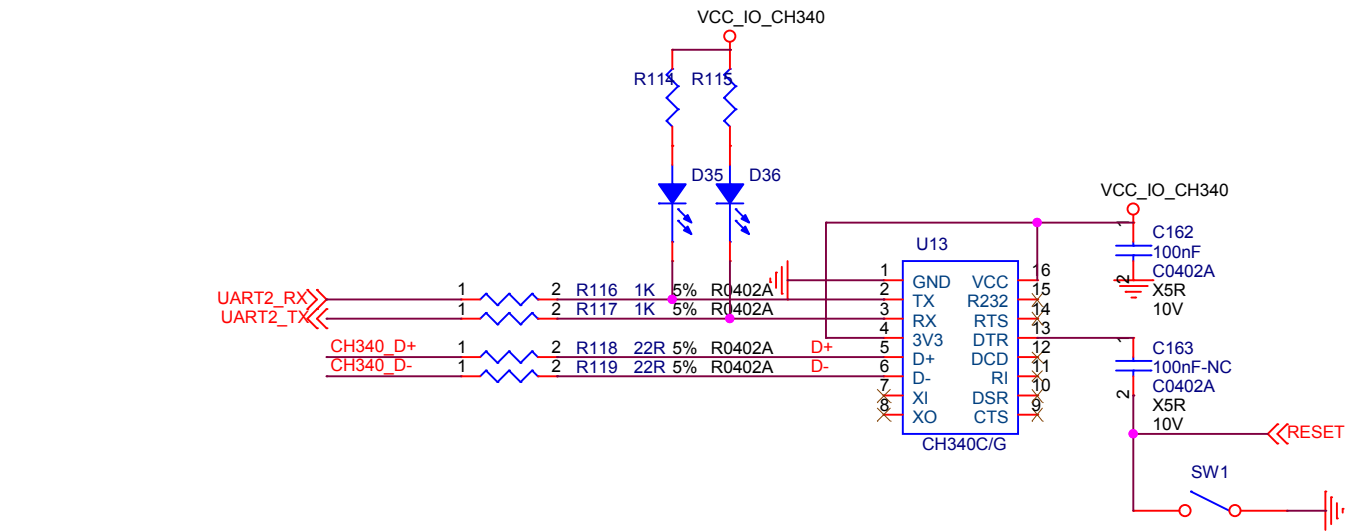 VCC_IO_CH340
R114 R115
D35 D36
VCC_IO_CH340
1
C162
100nF
C0402A
X5R
10V
2
U13
1 GND VCC 16
2 TX R232 15
3 RX RTS 14
4 3V3 DTR 13
5 D+ DCD 12
6 D- RI 11
7 XI DSR 10
8 XO CTS 9
CH340C/G
UART2_RX 1 2 R116 1K 5% R0402A
UART2_TX 1 2 R117 1K 5% R0402A
CH340_D+ 1 2 R118 22R 5% R0402A D+
CH340_D- 1 2 R119 22R 5% R0402A D-
1
C163
100nF-NC
C0402A
X5R
10V
2
RESET
SW1